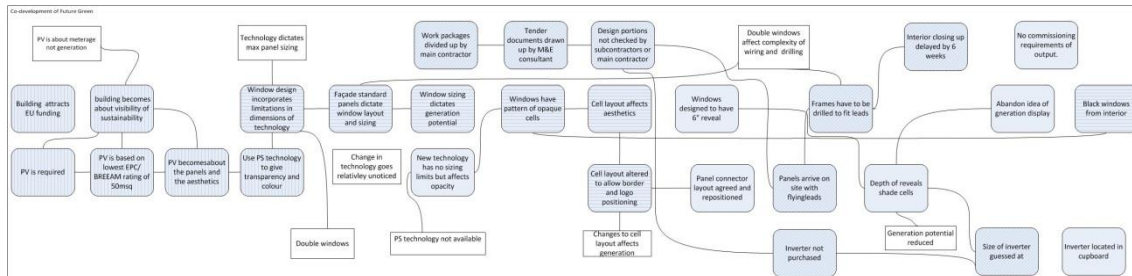 Co-development of Future Green
PV is about meterage
not generation
Technology dictates
max panel sizing
Work packages
divided up by
main contractor
Tender
documents drawn
up by M&E
consultant
Design portions
not checked by
subcontractors or
main contractor
Double windows
affect complexity of
wiring and drilling
Interior closing up
delayed by 6
weeks
No commissioning
requirements of
output.
Building attracts
EU funding
building becomes
about visibility of
sustainability
Window design
incorporates
limitations in
dimensions of
technology
Façade standard
panels dictate
window layout
and sizing
Window sizing
dictates
generation
potential
Windows have
pattern of opaque
cells
Cell layout affects
aesthetics
Windows
designed to have
6" reveal
Frames have to be
drilled to fit leads
Abandon idea of
gneration display
Black windows
from interior
PV is required
PV is based on
lowest EPC/
BREEAM rating of
50msq
PV becomesabout
the panels and
the aesthetics
Use PS technology
to give
transparency and
colour
Change in
technology goes
relativley unoticed
New technology
has no sizing
limits but affects
opacity
Cell layout altered
to allow border
and logo
positioning
Panel connector
layout agreed and
repositioned
Panels arrive on
site with
flyingleads
Depth of reveals
shade cells
Double windows
PS technology not available
Changes to cell
layout affects
generation
Inverter not
purchased
Generation potential
reduced
Size of inverter
guessed at
Inverter located in
cupboard